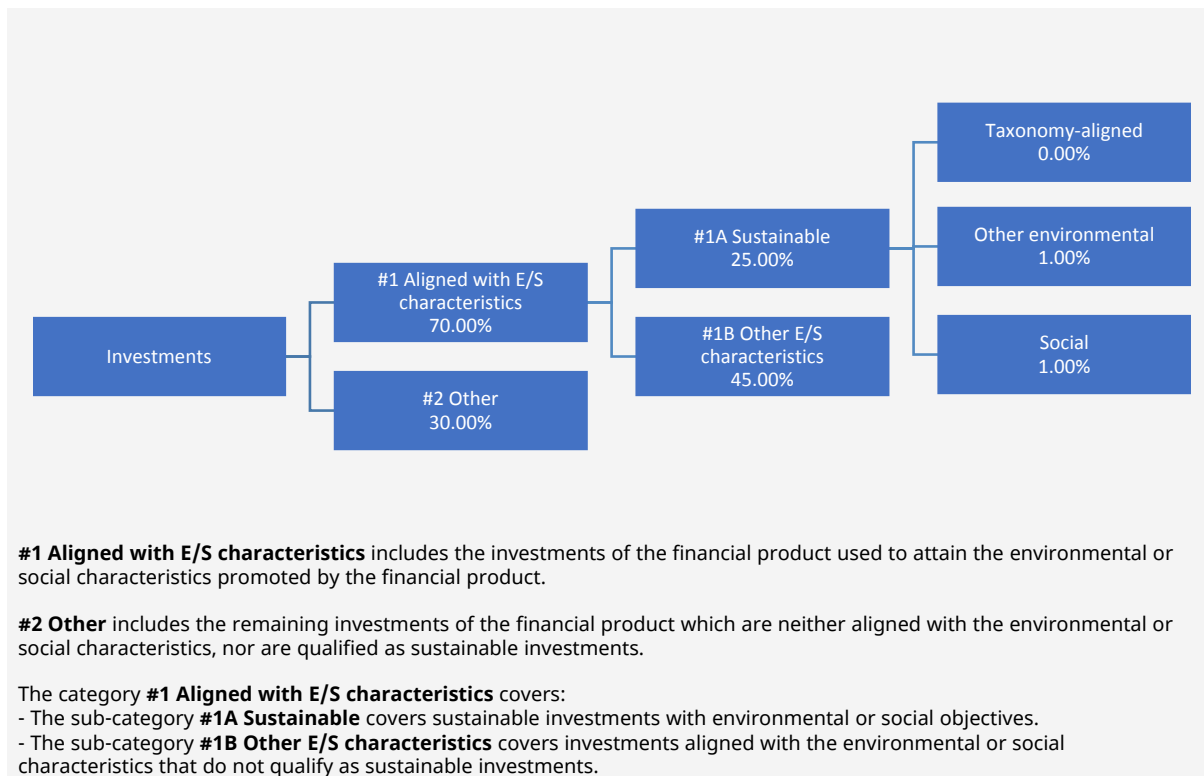 Investments
#1 Aligned with E/S
characteristics
70.00%
#2 Other
30.00%
#1A Sustainable
25.00%
#1B Other E/S
characteristics
45.00%
Taxonomy-aligned
0.00%
Other environmental
1.00%
Social
1.00%
#1 Aligned with E/S characteristics includes the investments of the financial product used to attain the environmental or
social characteristics promoted by the financial product.
#2 Other includes the remaining investments of the financial product which are neither aligned with the environmental or
social characteristics, nor are qualified as sustainable investments.
The category #1 Aligned with E/S characteristics covers:
- The sub-category #1A Sustainable covers sustainable investments with environmental or social objectives.
- The sub-category #1B Other E/S characteristics covers investments aligned with the environmental or social
characteristics that do not qualify as sustainable investments.